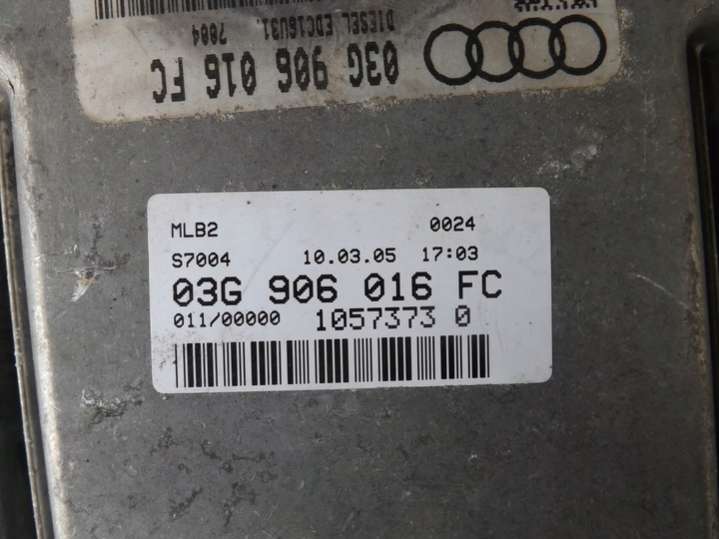 03G 906 016 FC
DIESEL EDC16U31.
7004
MLB2 0024
S7004 10.03.05 17:03
03G 906 016 FC
011/00000 1057373 0